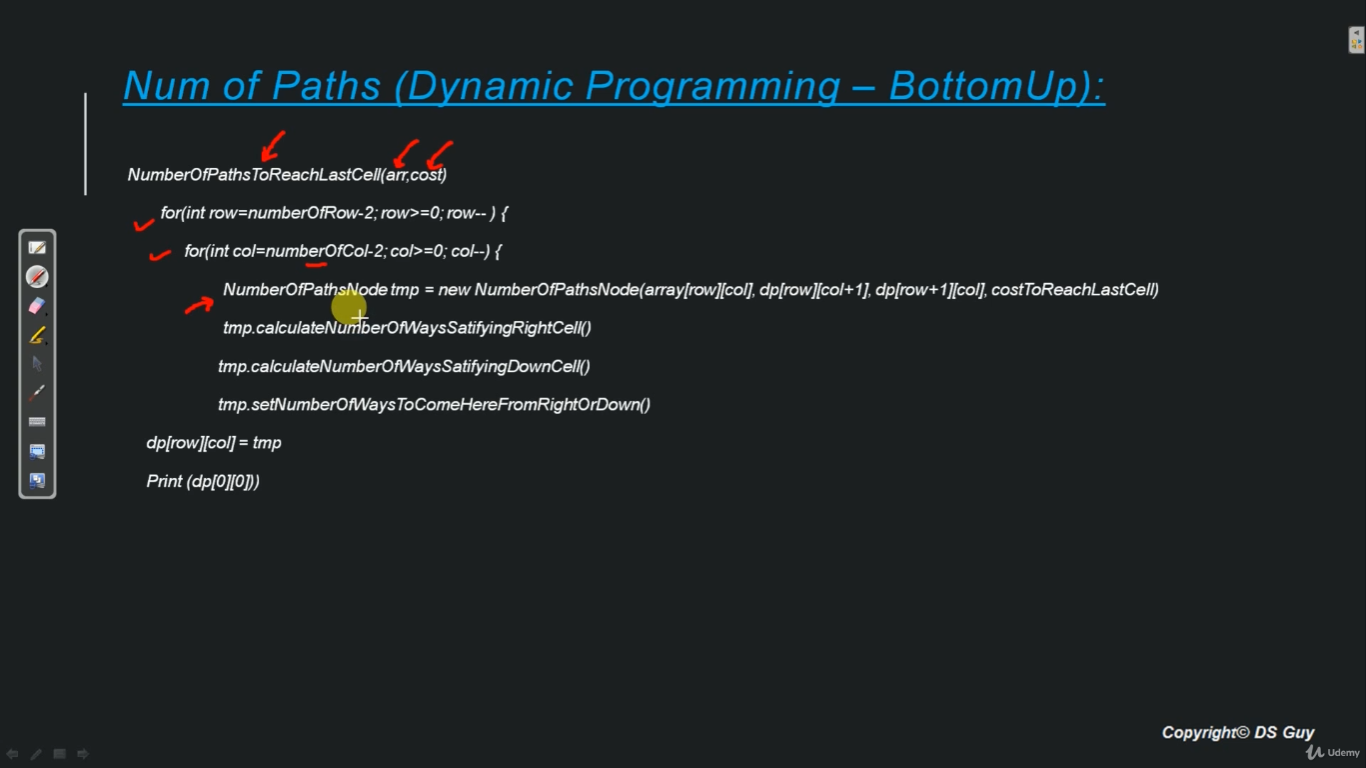 Num of Paths (Dynamic Programming – BottomUp):
NumberOfPathsToReachLastCell(arr,cost)
for(int row=numberOfRow-2; row>=0; row-- ) {
for(int col=numberOfCol-2; col>=0; col--) {
NumberOfPathsNode tmp = new NumberOfPathsNode(array[row][col], dp[row][col+1], dp[row+1][col], costToReachLastCell)
tmp.calculateNumberOfWaysSatifyingRightCell()
tmp.calculateNumberOfWaysSatifyingDownCell()
tmp.setNumberOfWaysToComeHereFromRightOrDown()
dp[row][col] = tmp
Print (dp[0][0]))
Copyright© DS Guy
Udemy